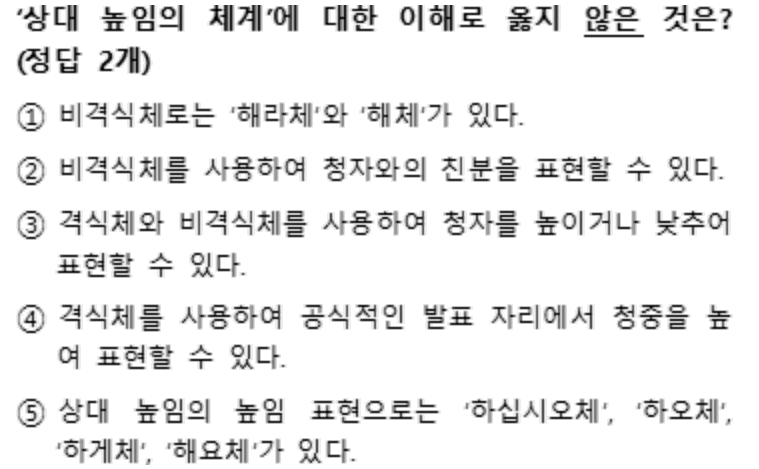 '상대 높임의 체계'에 대한 이해로 옳지 않은 것은?
(정답 2개)
① 비격식체로는 '해라체'와 '해체'가 있다.
② 비격식체를 사용하여 청자와의 친분을 표현할 수 있다.
③ 격식체와 비격식체를 사용하여 청자를 높이거나 낮추어
표현할 수 있다.
④ 격식체를 사용하여 공식적인 발표 자리에서 청중을 높
여 표현할 수 있다.
⑤ 상대 높임의 높임 표현으로는 '하십시오체', '하오체',
'하게체', '해요체'가 있다.